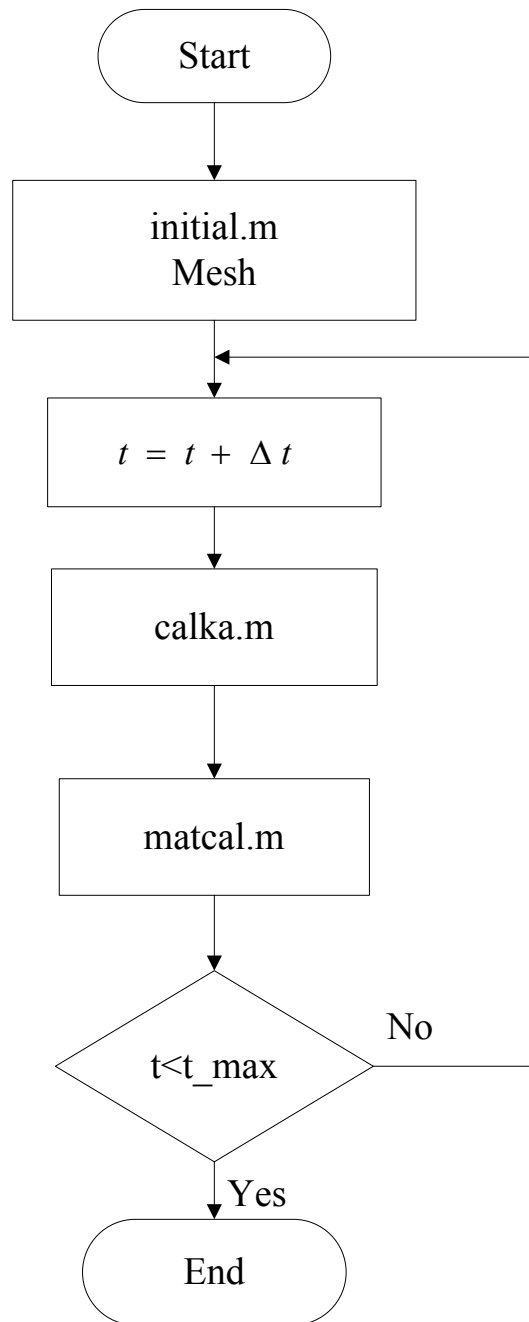 Start
initial.m
Mesh
t = t + Δ t
calka.m
matcal.m
t<t_max
No
Yes
End